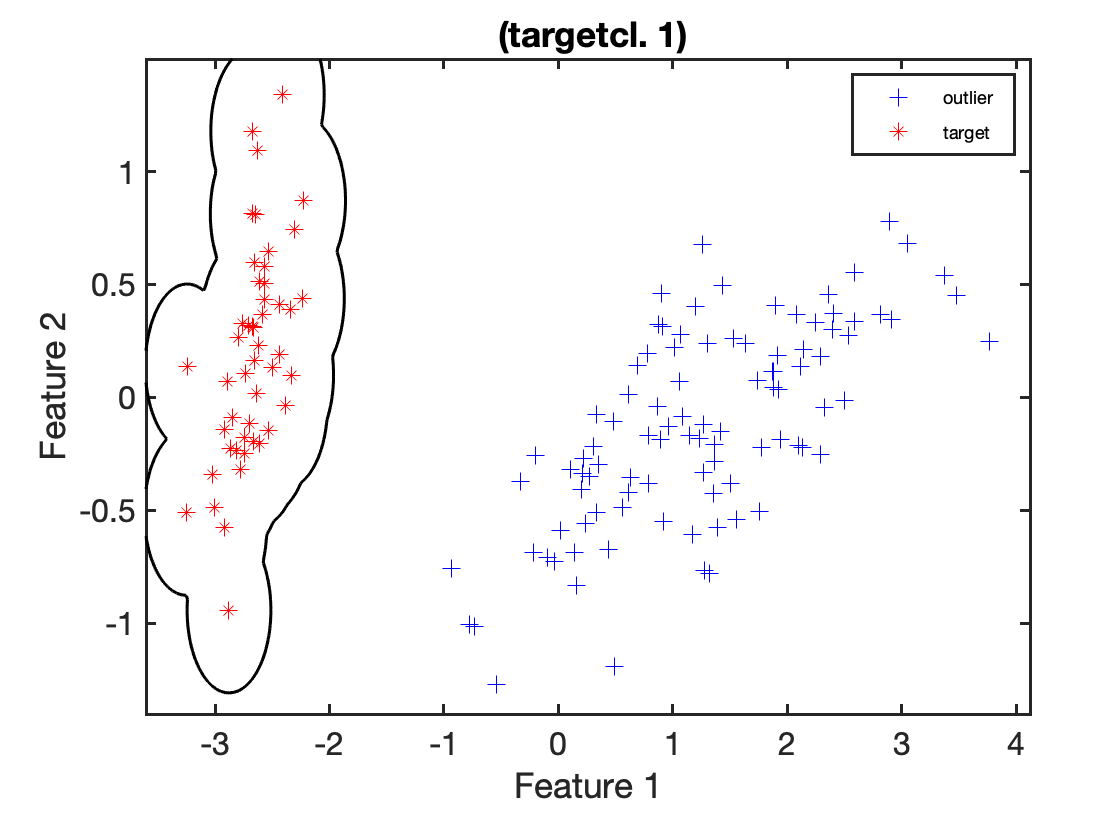 (targetcl. 1)
outlier
target
1
0.5
0
-0.5
-1
Feature 2
-3 -2 -1 0 1 2 3 4
Feature 1